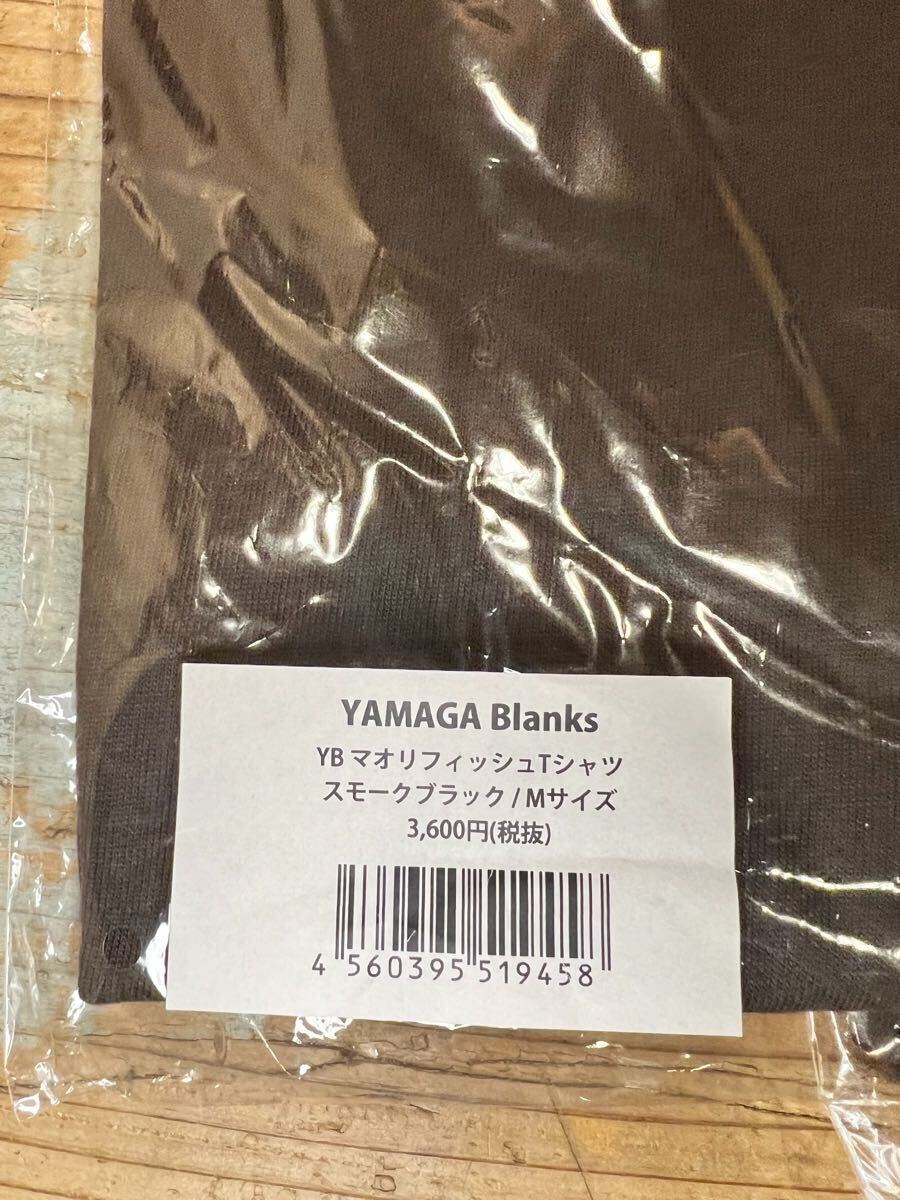 YAMAGA Blanks
YB マオリフィッシュTシャツ
スモークブラック / Mサイズ
3,600円(税抜)
4 560395 519458